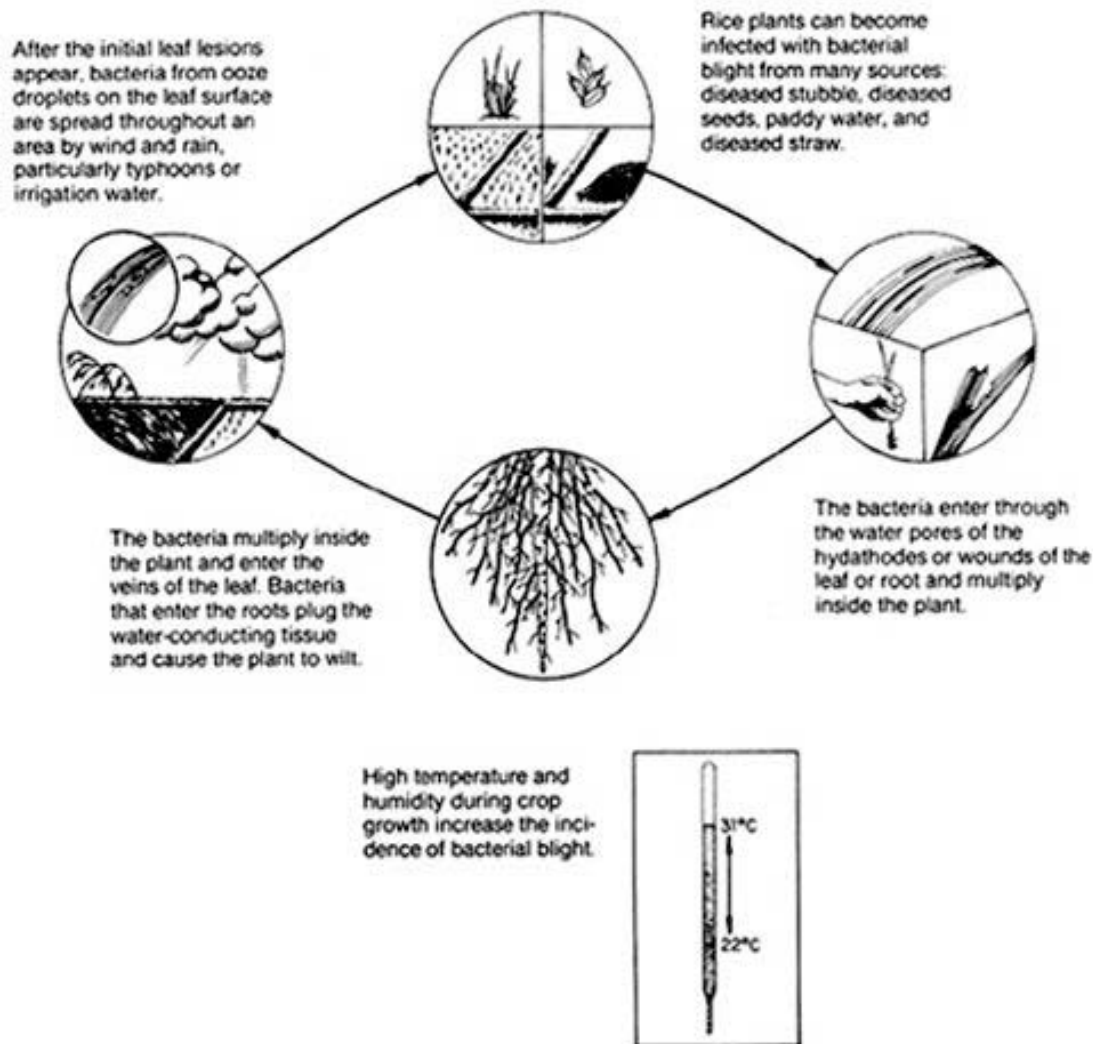 After the initial leaf lesions
appear, bacteria from ooze
droplets on the leaf surface
are spread throughout an
area by wind and rain,
particularly typhoons or
irrigation water.
Rice plants can become
infected with bacterial
blight from many sources:
diseased stubble, diseased
seeds, paddy water, and
diseased straw.
The bacteria enter through
the water pores of the
hydathodes or wounds of the
leaf or root and multiply
inside the plant.
The bacteria multiply inside
the plant and enter the
veins of the leaf. Bacteria
that enter the roots plug the
water-conducting tissue
and cause the plant to wilt.
High temperature and
humidity during crop
growth increase the inci-
dence of bacterial blight.
31°C
22°C